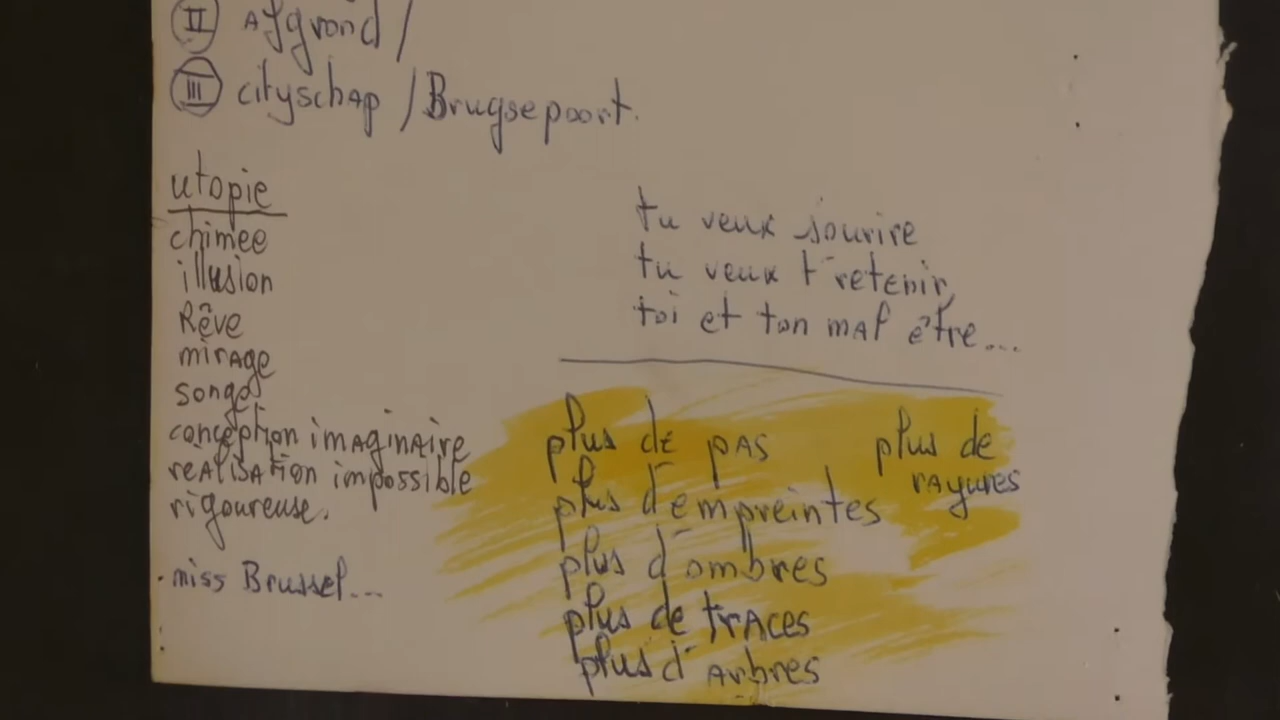 II Afgrond /
III cityschap / Brugsepoort.
utopie
chimee
illusion
Rêve
mirage
songe
conception imaginaire
réalisation impossible
rigoureuse.
. miss Brussel...
tu veux sourire
tu veux t'retenir,
toi et ton mal être...
plus de pas
plus d'empreintes
plus d'ombres
plus de traces
plus d'arbres
plus de
rayures